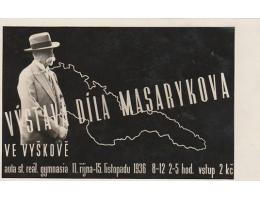 VÝSTAVA DÍLA MASARYKOVA
VE VYŠKOVĚ
aula st. reál. gymnasia 11. října-15. listopadu 1936 8-12 2-5 hod. vstup 2 kč